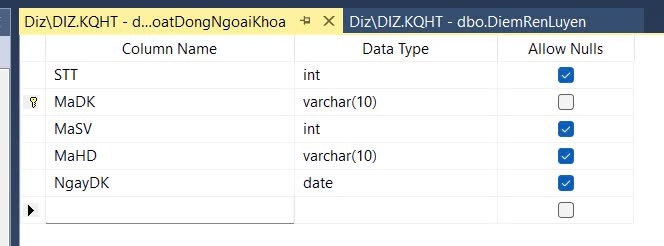 Diz\DIZ.KQHT - d...oatDongNgoaiKhoa Diz\DIZ.KQHT - dbo.DiemRenLuyen
Column Name Data Type Allow Nulls
STT int
MaDK varchar(10)
MaSV int
MaHD varchar(10)
NgayDK date